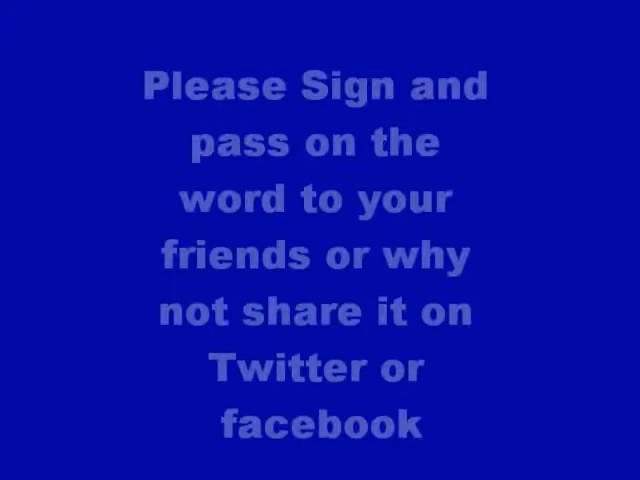 Please Sign and
pass on the
word to your
friends or why
not share it on
Twitter or
facebook